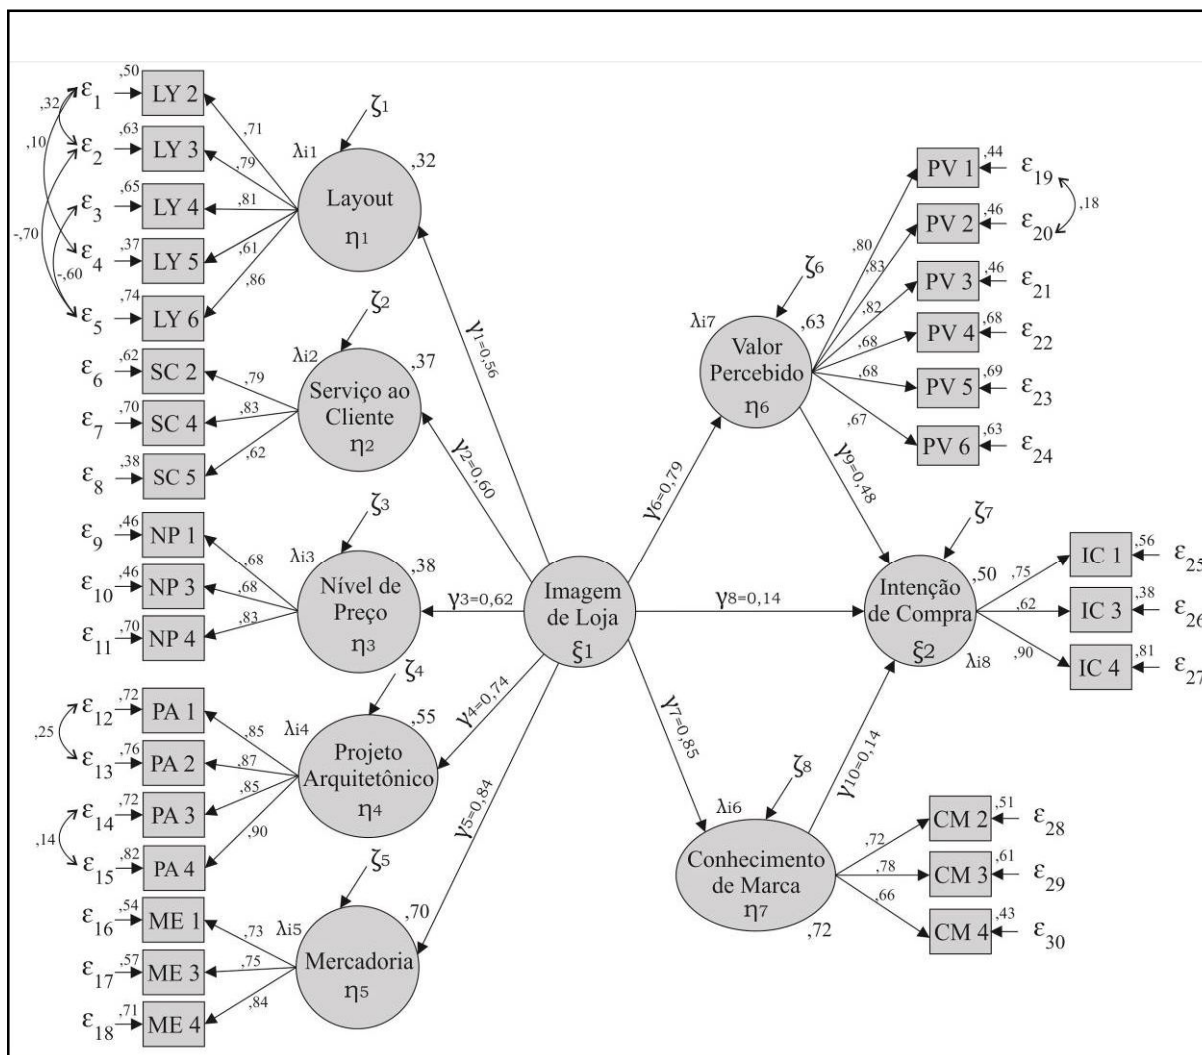 ,50
ε1
LY 2
,32
,63
ε2
LY 3
,10
,65
ε3
LY 4
-,70
,37
ε4
LY 5
-,60
,74
ε5
LY 6
,71
,79
,81
,61
,86
ζ1
λi1
,32
Layout
η1
,62
ε6
SC 2
,70
ε7
SC 4
,38
ε8
SC 5
,79
,83
,62
ζ2
λi2
,37
Serviço ao
Cliente
η2
,46
ε9
NP 1
,46
ε10
NP 3
,70
ε11
NP 4
,68
,68
,83
ζ3
λi3
,38
Nível de
Preço
η3
,72
ε12
PA 1
,25
,76
ε13
PA 2
,72
ε14
PA 3
,14
,82
ε15
PA 4
,85
,87
,85
,90
ζ4
λi4
,55
Projeto
Arquitetônico
η4
,54
ε16
ME 1
,57
ε17
ME 3
,71
ε18
ME 4
,73
,75
,84
ζ5
λi5
,70
Mercadoria
η5
γ1=0,56
γ2=0,60
γ3=0,62
γ4=0,74
γ5=0,84
Imagem
de Loja
ξ1
γ6=0,79
γ8=0,14
γ7=0,85
ζ6
λi7
,63
Valor
Percebido
η6
,80
,83
,82
,68
,68
,67
PV 1
,44
ε19
,18
PV 2
,46
ε20
PV 3
,46
ε21
PV 4
,68
ε22
PV 5
,69
ε23
PV 6
,63
ε24
γ9=0,48
ζ7
,50
Intenção
de Compra
ξ2
λi8
,75
,62
,90
IC 1
,56
ε25
IC 3
,38
ε26
IC 4
,81
ε27
γ10=0,14
ζ8
λi6
Conhecimento
de Marca
η7
,72
,72
,78
,66
CM 2
,51
ε28
CM 3
,61
ε29
CM 4
,43
ε30